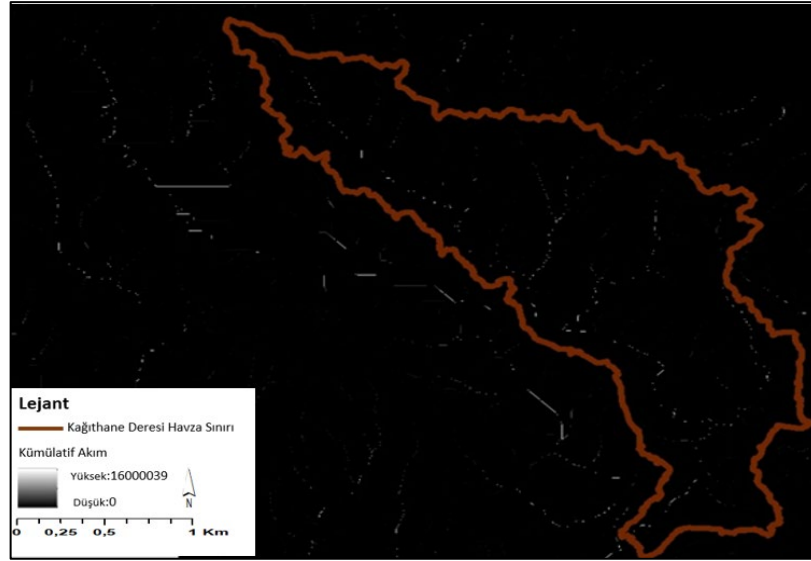 Lejant
Kağıthane Deresi Havza Sınırı
Kümülatif Akım
Yüksek:16000039
Düşük:0
N
0 0,25 0,5 1 Km